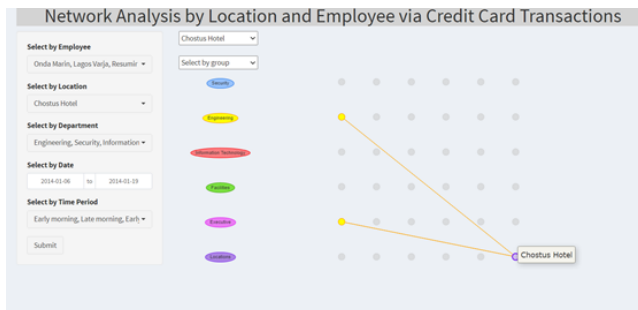 Network Analysis by Location and Employee via Credit Card Transactions
Select by Employee
Onda Marin, Lagos Varja, Resumir
Select by Location
Chostus Hotel
Select by Department
Engineering, Security, Information
Select by Date
2014-01-06 to 2014-01-19
Select by Time Period
Early morning, Late morning, Early
Submit
Chostus Hotel
Select by group
Security
Engineering
Information Technology
Facilities
Executive
Locations
Chostus Hotel